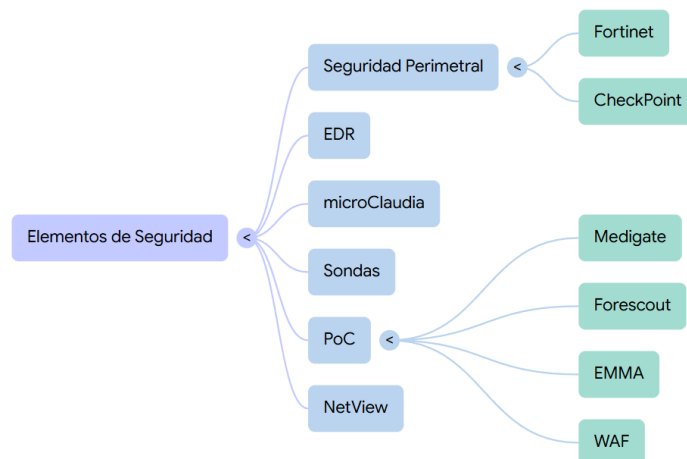 Elementos de Seguridad
Seguridad Perimetral
Fortinet
CheckPoint
EDR
microClaudia
Sondas
PoC
Medigate
Forescout
EMMA
WAF
NetView